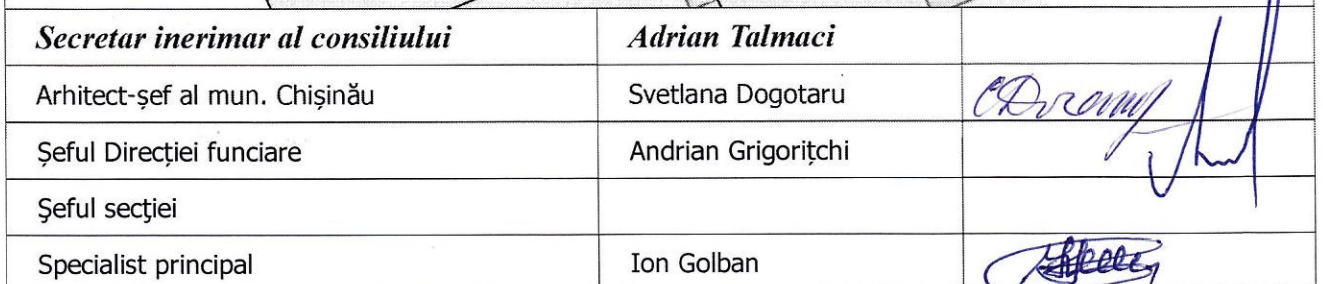 Secretar inerimar al consiliului Adrian Talmaci
Arhitect-șef al mun. Chișinău Svetlana Dogotaru
Șeful Direcției funciare Andrian Grigorițchi
Şeful secţiei
Specialist principal Ion Golban